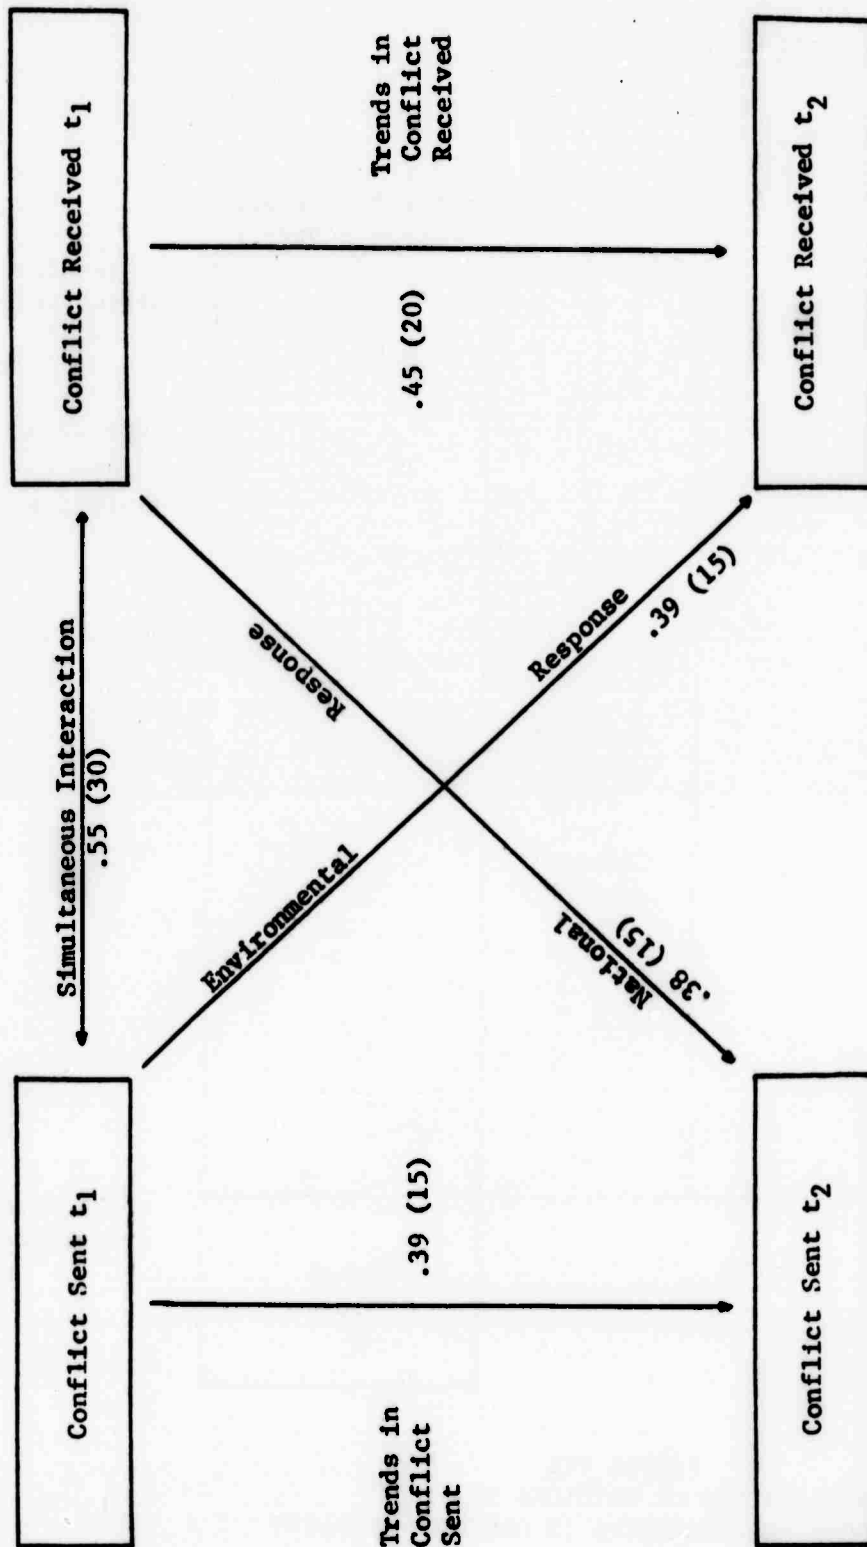 Conflict Sent t1
Simultaneous Interaction
.55 (30)
Conflict Received t1
Trends in
Conflict
Sent
.39 (15)
Environmental
Response
.39 (15)
Response
National
.38 (15)
.45 (20)
Trends in
Conflict
Received
Conflict Sent t2
Conflict Received t2